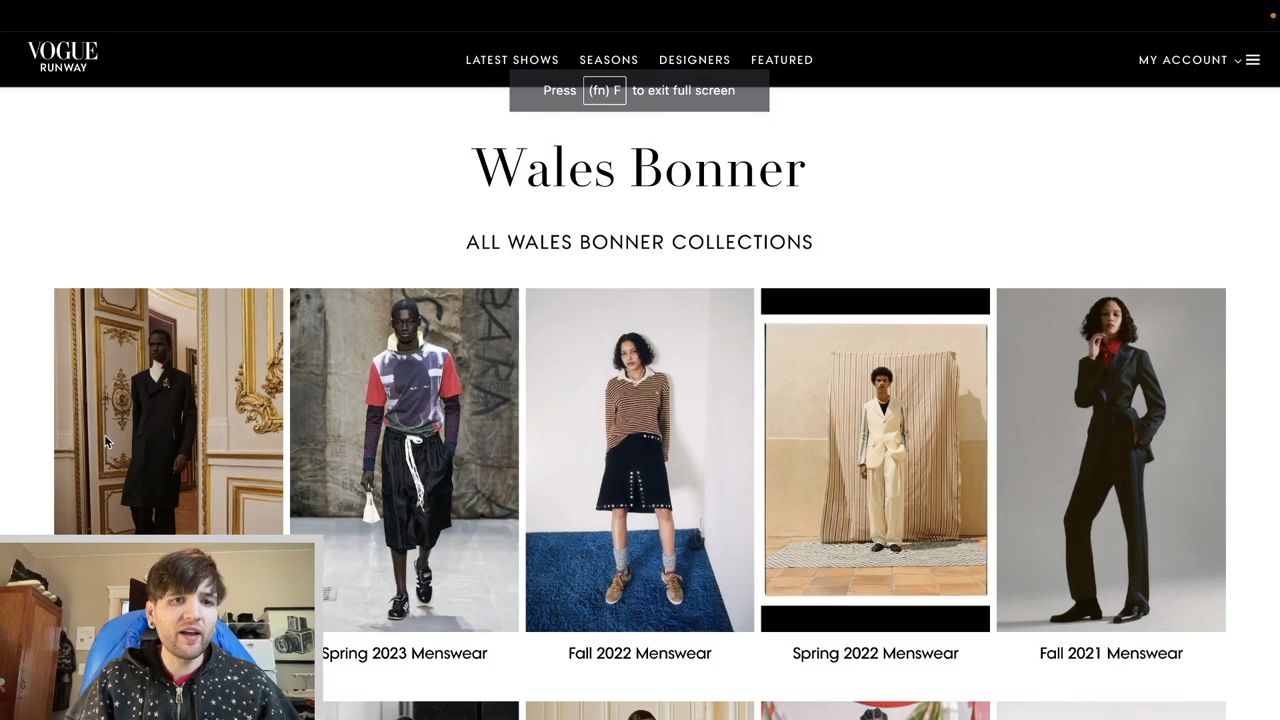 VOGUE
RUNWAY
LATEST SHOWS SEASONS DESIGNERS FEATURED
MY ACCOUNT
Press (fn) F to exit full screen
Wales Bonner
ALL WALES BONNER COLLECTIONS
Spring 2023 Menswear
Fall 2022 Menswear
Spring 2022 Menswear
Fall 2021 Menswear